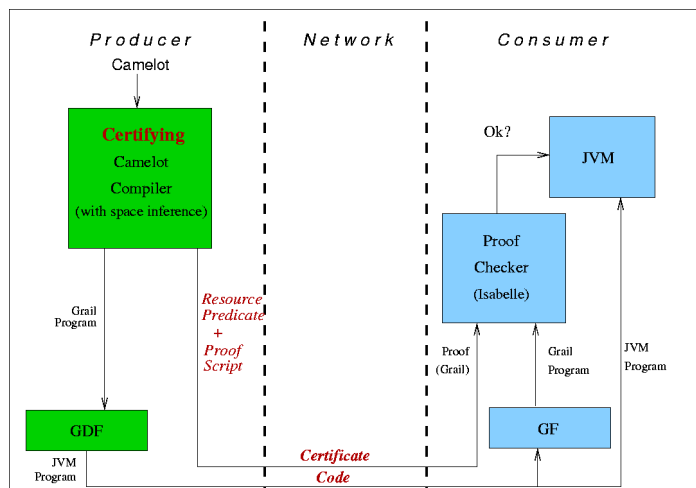 Producer
Network
Consumer
Camelot
Certifying
Camelot
Compiler
(with space inference)
Ok?
JVM
Proof
Checker
(Isabelle)
Grail
Program
Resource
Predicate
+
Proof
Script
Proof
(Grail)
Grail
Program
JVM
Program
GDF
GF
JVM
Program
Certificate
Code